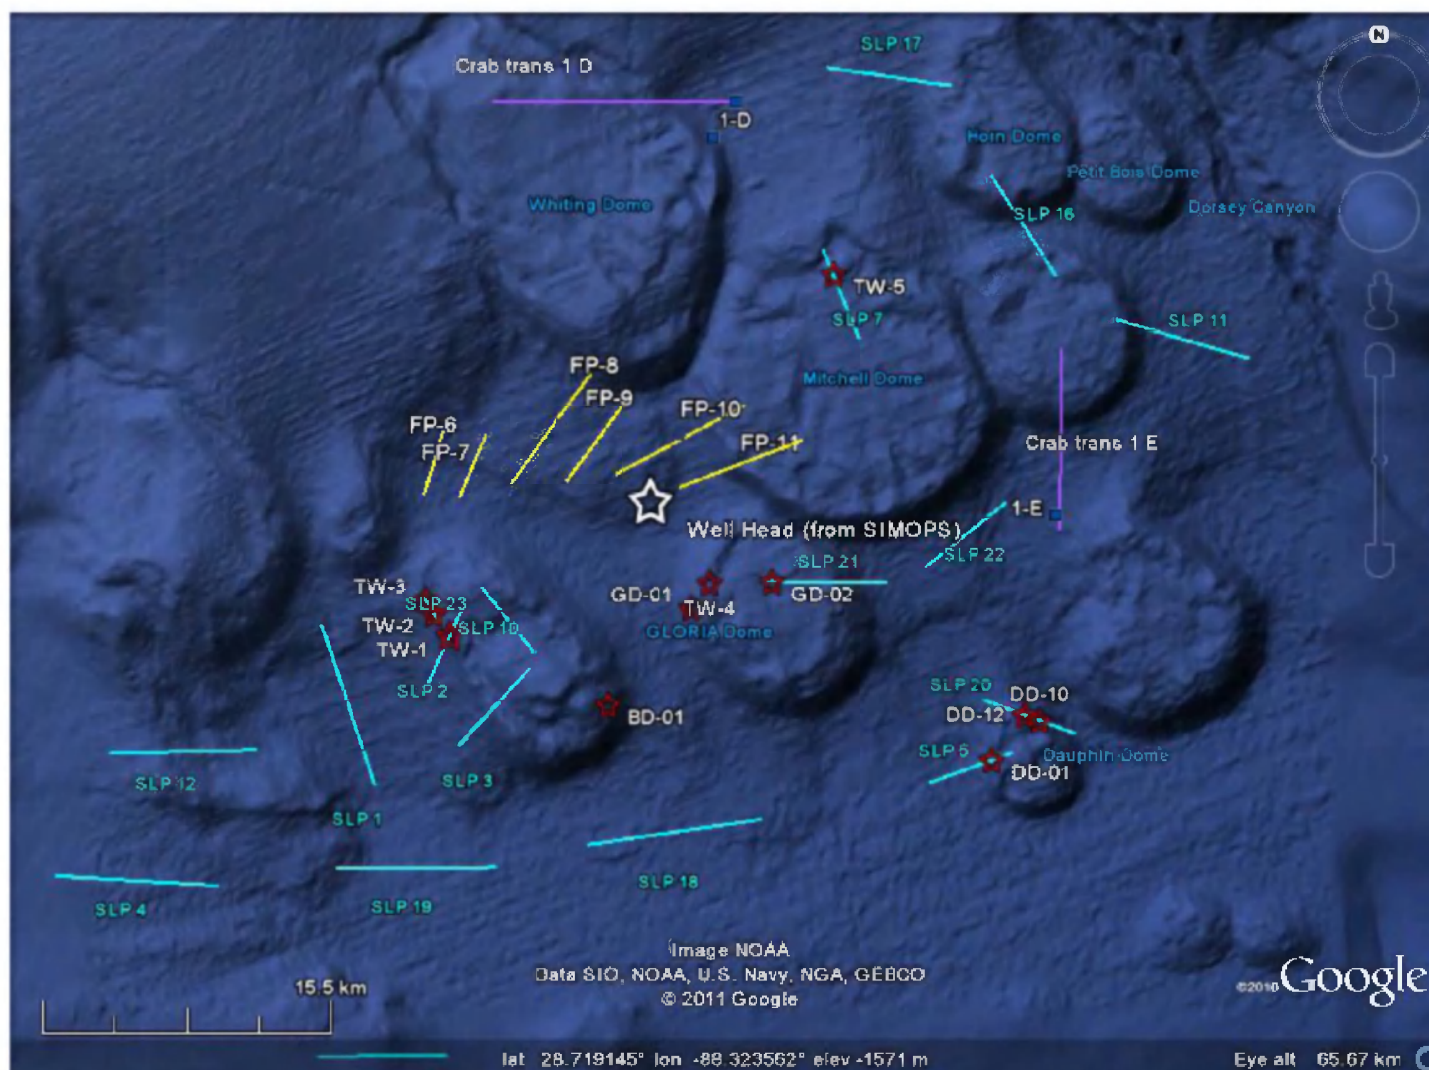 SLP 17
Crab trans 1 D
1-D
Horn Dome
Petit Bois Dome
Whiting Dome
Dorsey Canyon
SLP 16
TW-5
SLP 7
SLP 11
FP-8
Mitchell Dome
FP-9
FP-10
FP-6
FP-11
FP-7
Crab trans 1 E
1-E
Well Head (from SIMOPS)
SLP 22
SLP 21
TW-3
GD-01
GD-02
SLP 23
TW-4
TW-2
SLP 10
GLORIA Dome
TW-1
SLP 2
SLP 20
DD-10
DD-12
BD-01
SLP 5
Dauphin Dome
DD-01
SLP 12
SLP 3
SLP 1
SLP 18
SLP 4
SLP 19
Image NOAA
Data SIO, NOAA, U.S. Navy, NGA, GEBCO
© 2011 Google
15.5 km
©2010 Google
lat 28.719145° lon -88.323562° elev -1571 m
Eye alt 65.67 km
N